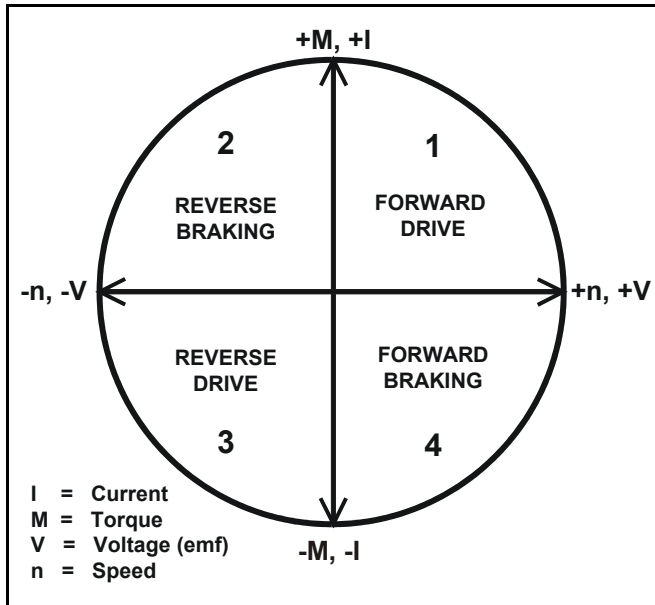 +M, +I
2
1
REVERSE
BRAKING
FORWARD
DRIVE
-n, -V
+n, +V
REVERSE
DRIVE
FORWARD
BRAKING
3
4
I = Current
M = Torque
V = Voltage (emf)
n = Speed
-M, -I